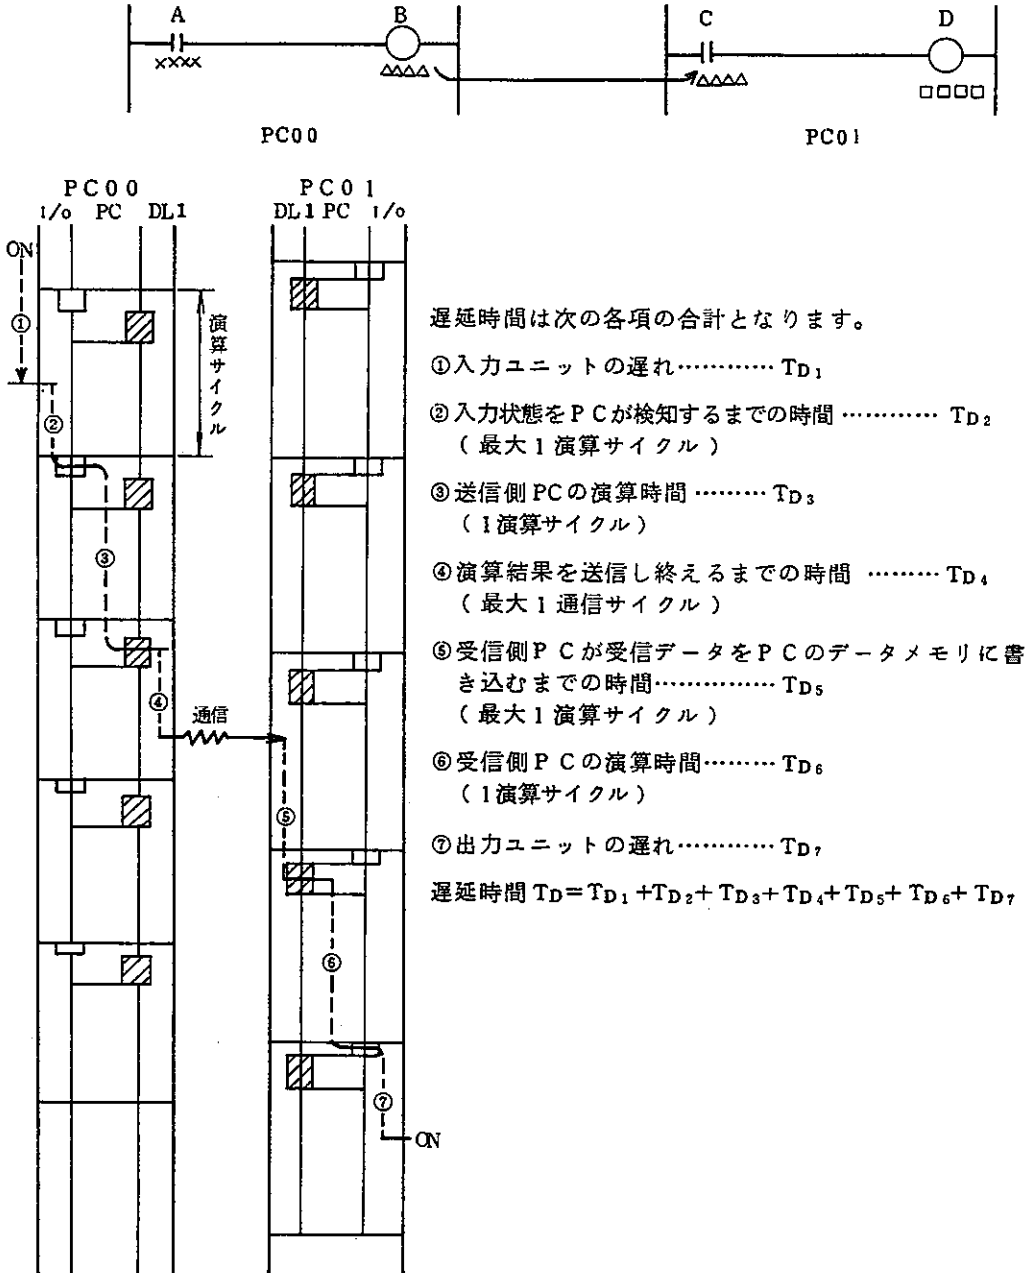 A B C D
×××× △△△△ △△△△ □□□□
PC00 PC01
PC00 PC01
I/o PC DL1 DL1 PC I/o
ON
①
演算サイクル
②
③
④
通信
⑤
⑥
⑦
ON
遅延時間は次の各項の合計となります。
①入力ユニットの遅れ………… TD1
②入力状態をPCが検知するまでの時間………… TD2
(最大1演算サイクル)
③送信側PCの演算時間……… TD3
(1演算サイクル)
④演算結果を送信し終えるまでの時間 ……… TD4
(最大1通信サイクル)
⑤受信側PCが受信データをPCのデータメモリに書
き込むまでの時間…………… TD5
(最大1演算サイクル)
⑥受信側PCの演算時間……… TD6
(1演算サイクル)
⑦出力ユニットの遅れ………… TD7
遅延時間TD=TD1+TD2+TD3+TD4+TD5+TD6+TD7